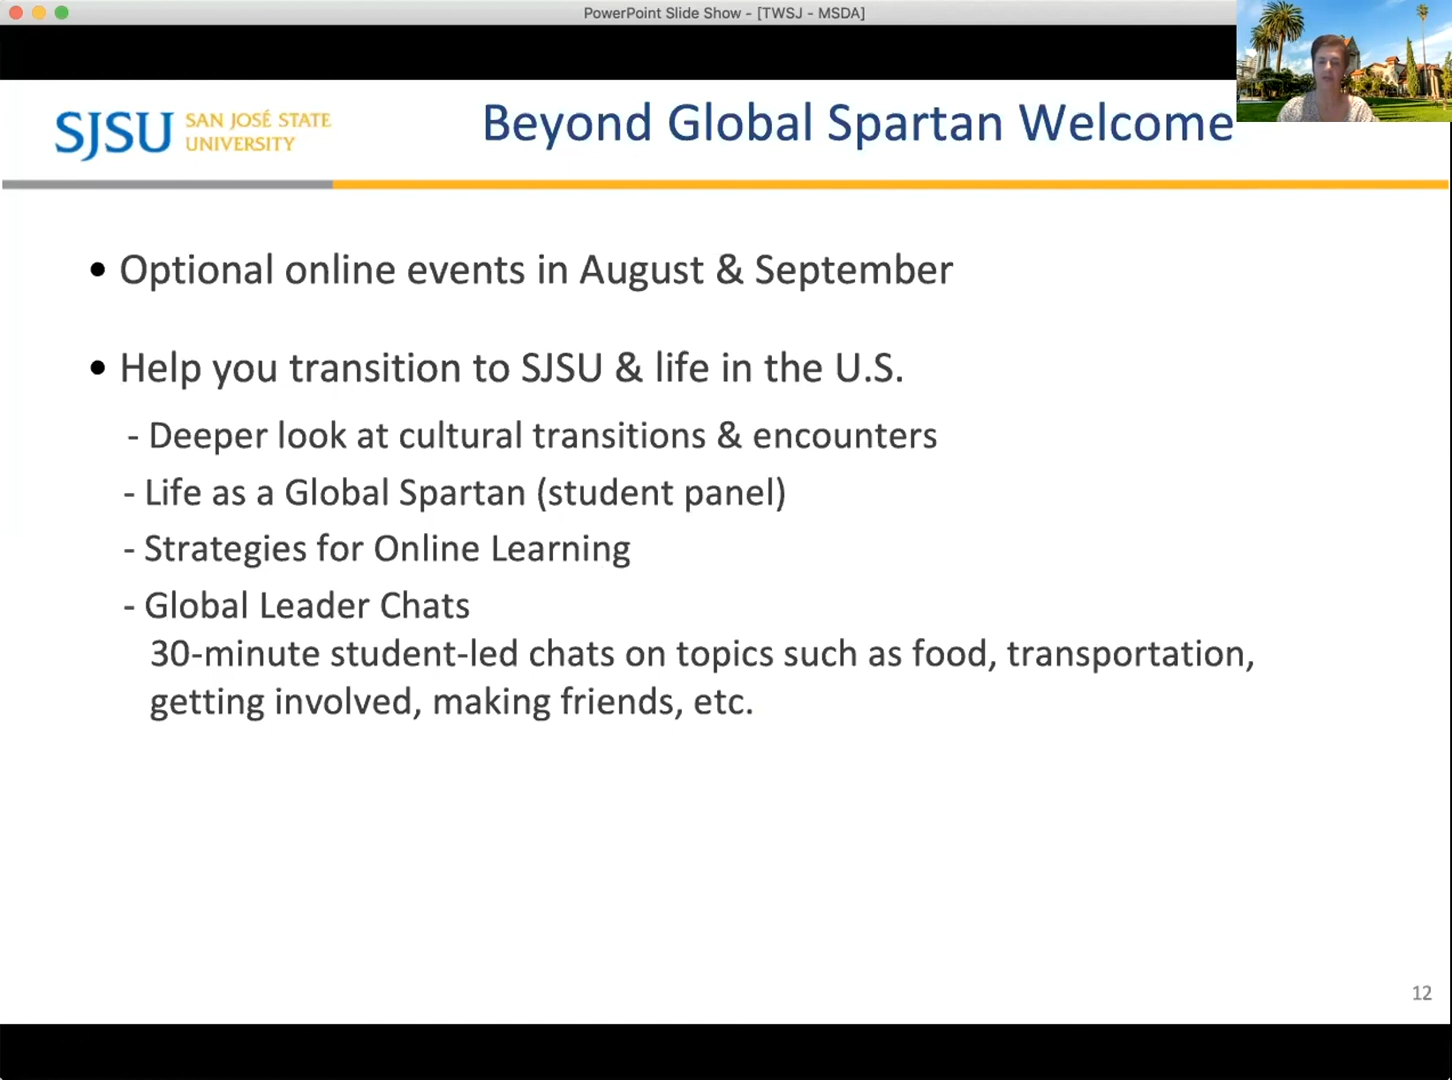 PowerPoint Slide Show - [TWSJ - MSDA]
SJSU SAN JOSÉ STATE
UNIVERSITY
Beyond Global Spartan Welcome
• Optional online events in August & September
• Help you transition to SJSU & life in the U.S.
- Deeper look at cultural transitions & encounters
- Life as a Global Spartan (student panel)
- Strategies for Online Learning
- Global Leader Chats
30-minute student-led chats on topics such as food, transportation,
getting involved, making friends, etc.
12